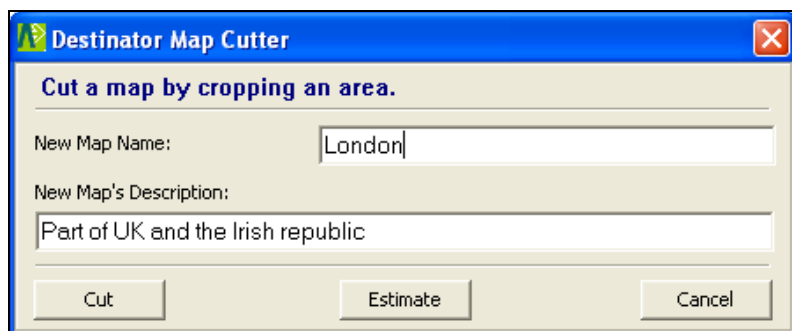 Destinator Map Cutter
Cut a map by cropping an area.
New Map Name: London
New Map's Description:
Part of UK and the Irish republic
Cut Estimate Cancel